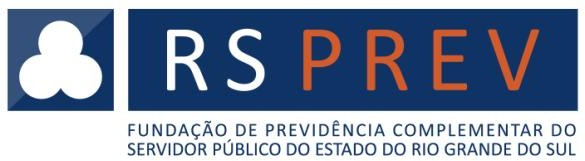 RS PREV
FUNDAÇÃO DE PREVIDÊNCIA COMPLEMENTAR DO
SERVIDOR PÚBLICO DO ESTADO DO RIO GRANDE DO SUL